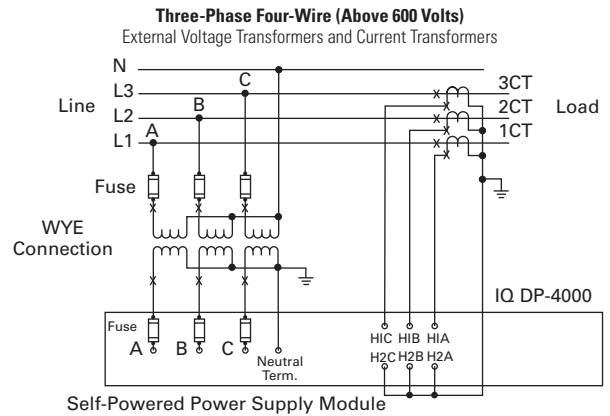 Three-Phase Four-Wire (Above 600 Volts)
External Voltage Transformers and Current Transformers
N
C
L3
3CT
Line
B
L2
2CT
Load
A
L1
1CT
Fuse
WYE
Connection
IQ DP-4000
Fuse
HIC HIB HIA
A B C
H2C H2B H2A
Neutral
Term.
Self-Powered Power Supply Module